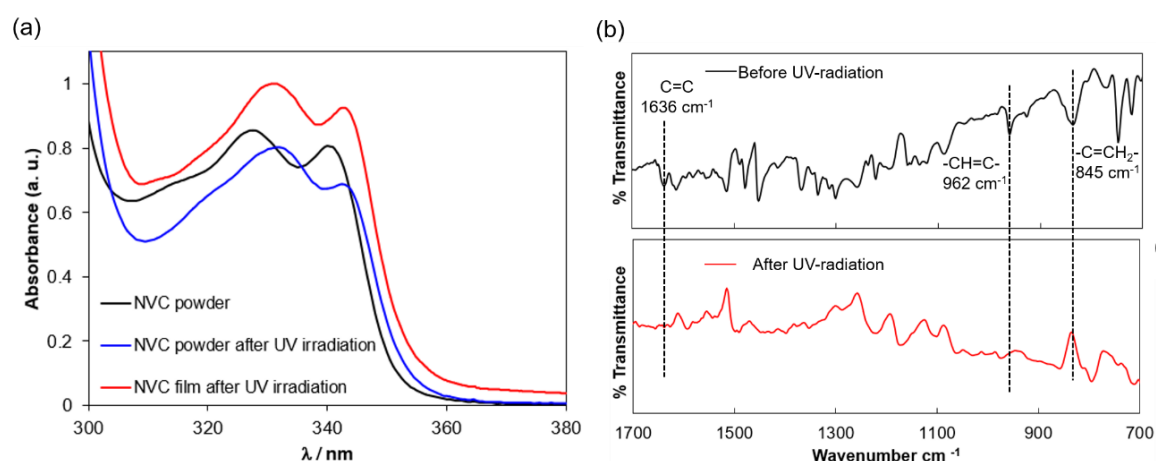 (a)
Absorbance (a. u.)
1
0.8
0.6
0.4
0.2
0
NVC powder
NVC powder after UV irradiation
NVC film after UV irradiation
300
320
340
360
380
λ / nm
(b)
% Transmittance
Before UV-radiation
C=C
1636 cm-1
-CH=C-
962 cm-1
-C=CH2-
845 cm-1
% Transmittance
After UV-radiation
1700
1500
1300
1100
900
700
Wavenumber cm -1